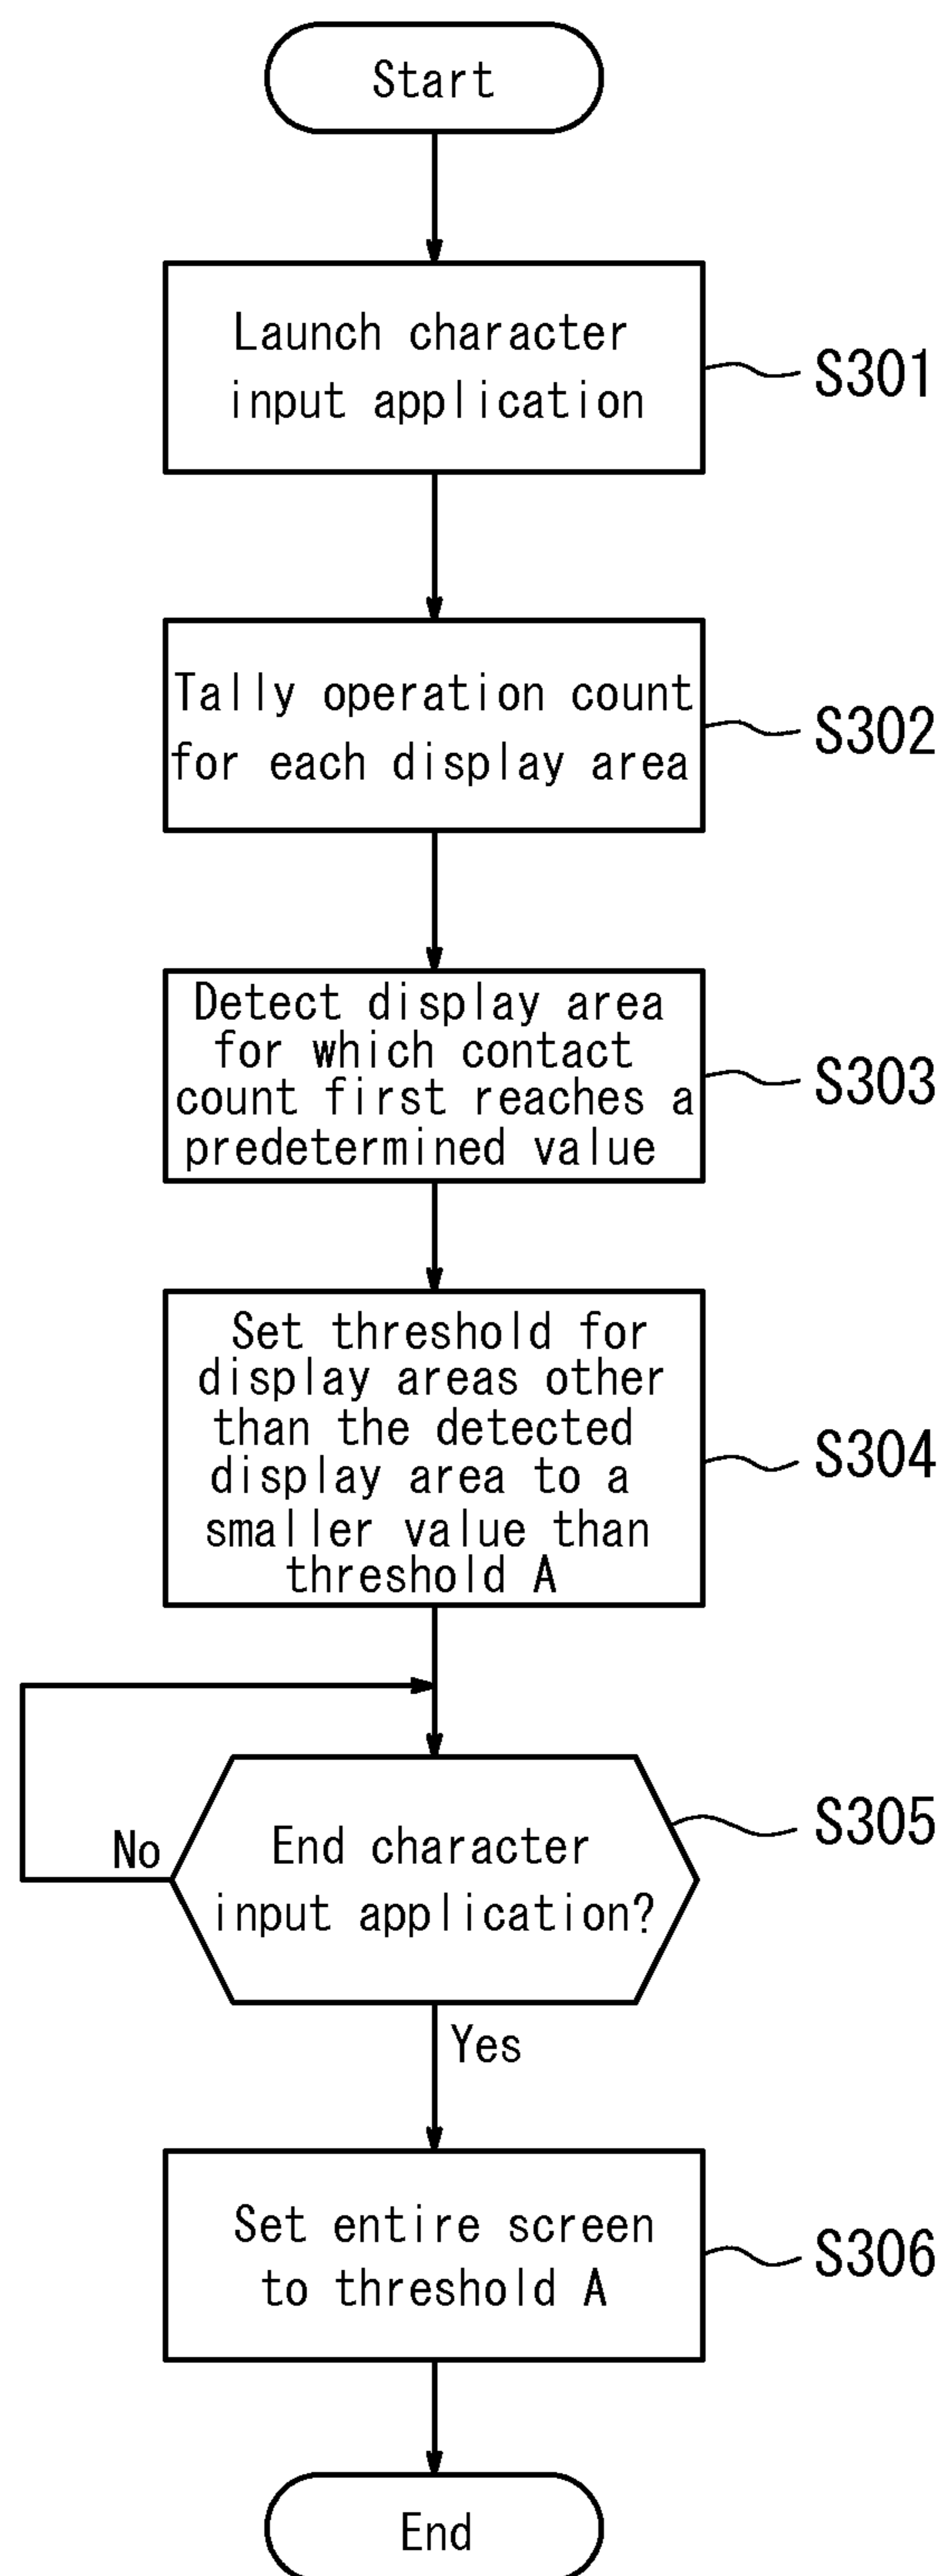 Start
Launch character
input application
S301
Tally operation count
for each display area
S302
Detect display area
for which contact
count first reaches a
predetermined value
S303
Set threshold for
display areas other
than the detected
display area to a
smaller value than
threshold A
S304
End character
input application?
S305
No
Yes
Set entire screen
to threshold A
S306
End